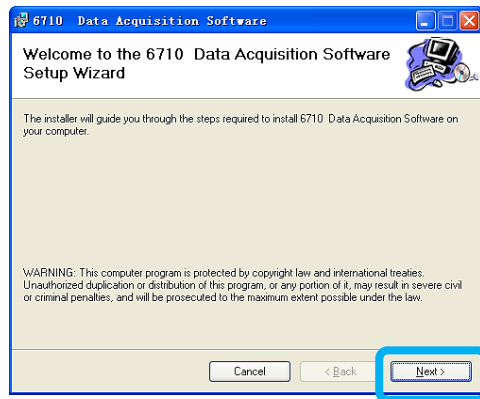 6710 Data Acquisition Software
Welcome to the 6710 Data Acquisition Software
Setup Wizard
The installer will guide you through the steps required to install 6710 Data Acquisition Software on
your computer.
WARNING: This computer program is protected by copyright law and international treaties.
Unauthorized duplication or distribution of this program, or any portion of it, may result in severe civil
or criminal penalties, and will be prosecuted to the maximum extent possible under the law.
Cancel < Back Next >